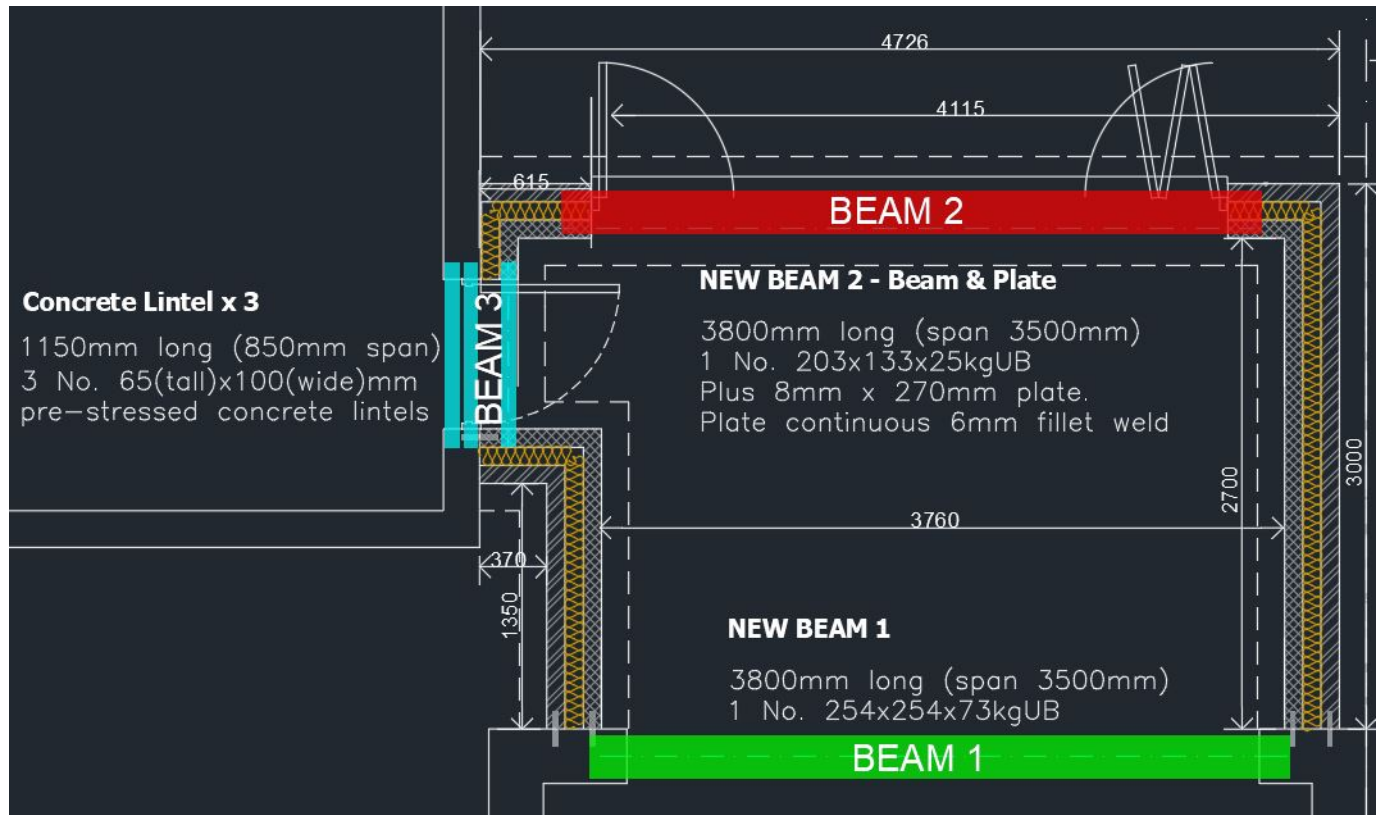 4726
4115
615
BEAM 2
NEW BEAM 2 - Beam & Plate
3800mm long (span 3500mm)
1 No. 203x133x25kgUB
Plus 8mm x 270mm plate.
Plate continuous 6mm fillet weld
Concrete Lintel x 3
1150mm long (850mm span)
3 No. 65(tall)x100(wide)mm
pre-stressed concrete lintels
BEAM 3
2700
3000
3760
370
1350
NEW BEAM 1
3800mm long (span 3500mm)
1 No. 254x254x73kgUB
BEAM 1